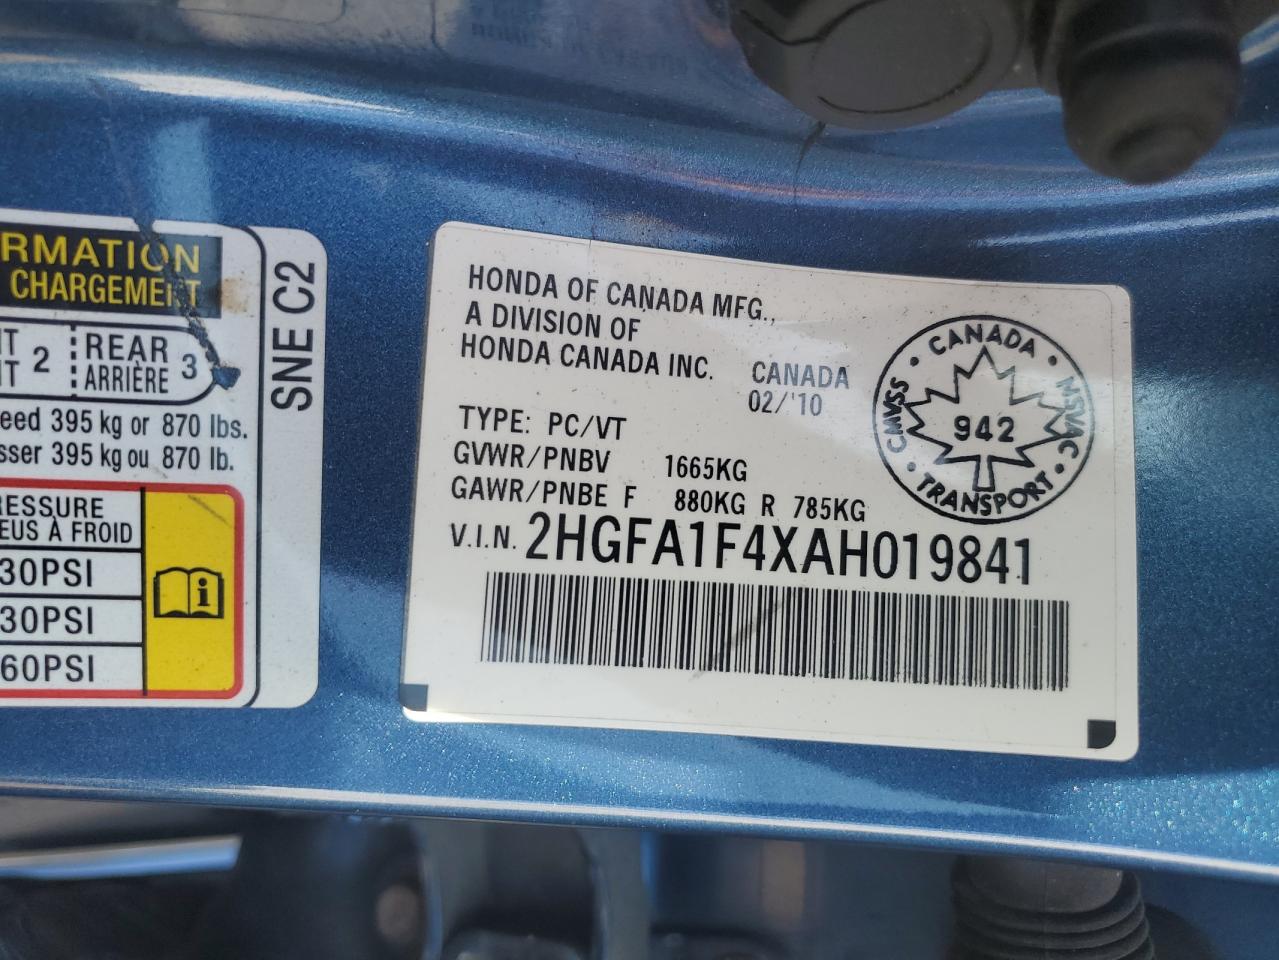 RMATION
CHARGEMENT
T 2 REAR 3
T ARRIÈRE
eed 395 kg or 870 lbs.
sser 395 kg ou 870 lb.
RESSURE
EUS À FROID
30PSI
30PSI
60PSI
SNE C2
HONDA OF CANADA MFG.,
A DIVISION OF
HONDA CANADA INC. CANADA
02/'10
TYPE: PC/VT
GVWR/PNBV 1665KG
GAWR/PNBE F 880KG R 785KG
V.I.N. 2HGFA1F4XAH019841
CANADA
CMVSS
942
NSVAC
TRANSPORT